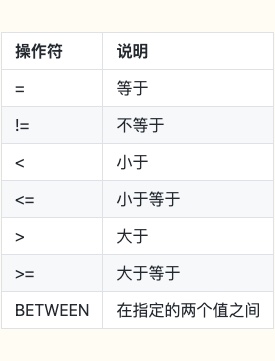 操作符 说明
= 等于
!= 不等于
< 小于
<= 小于等于
> 大于
>= 大于等于
BETWEEN 在指定的两个值之间